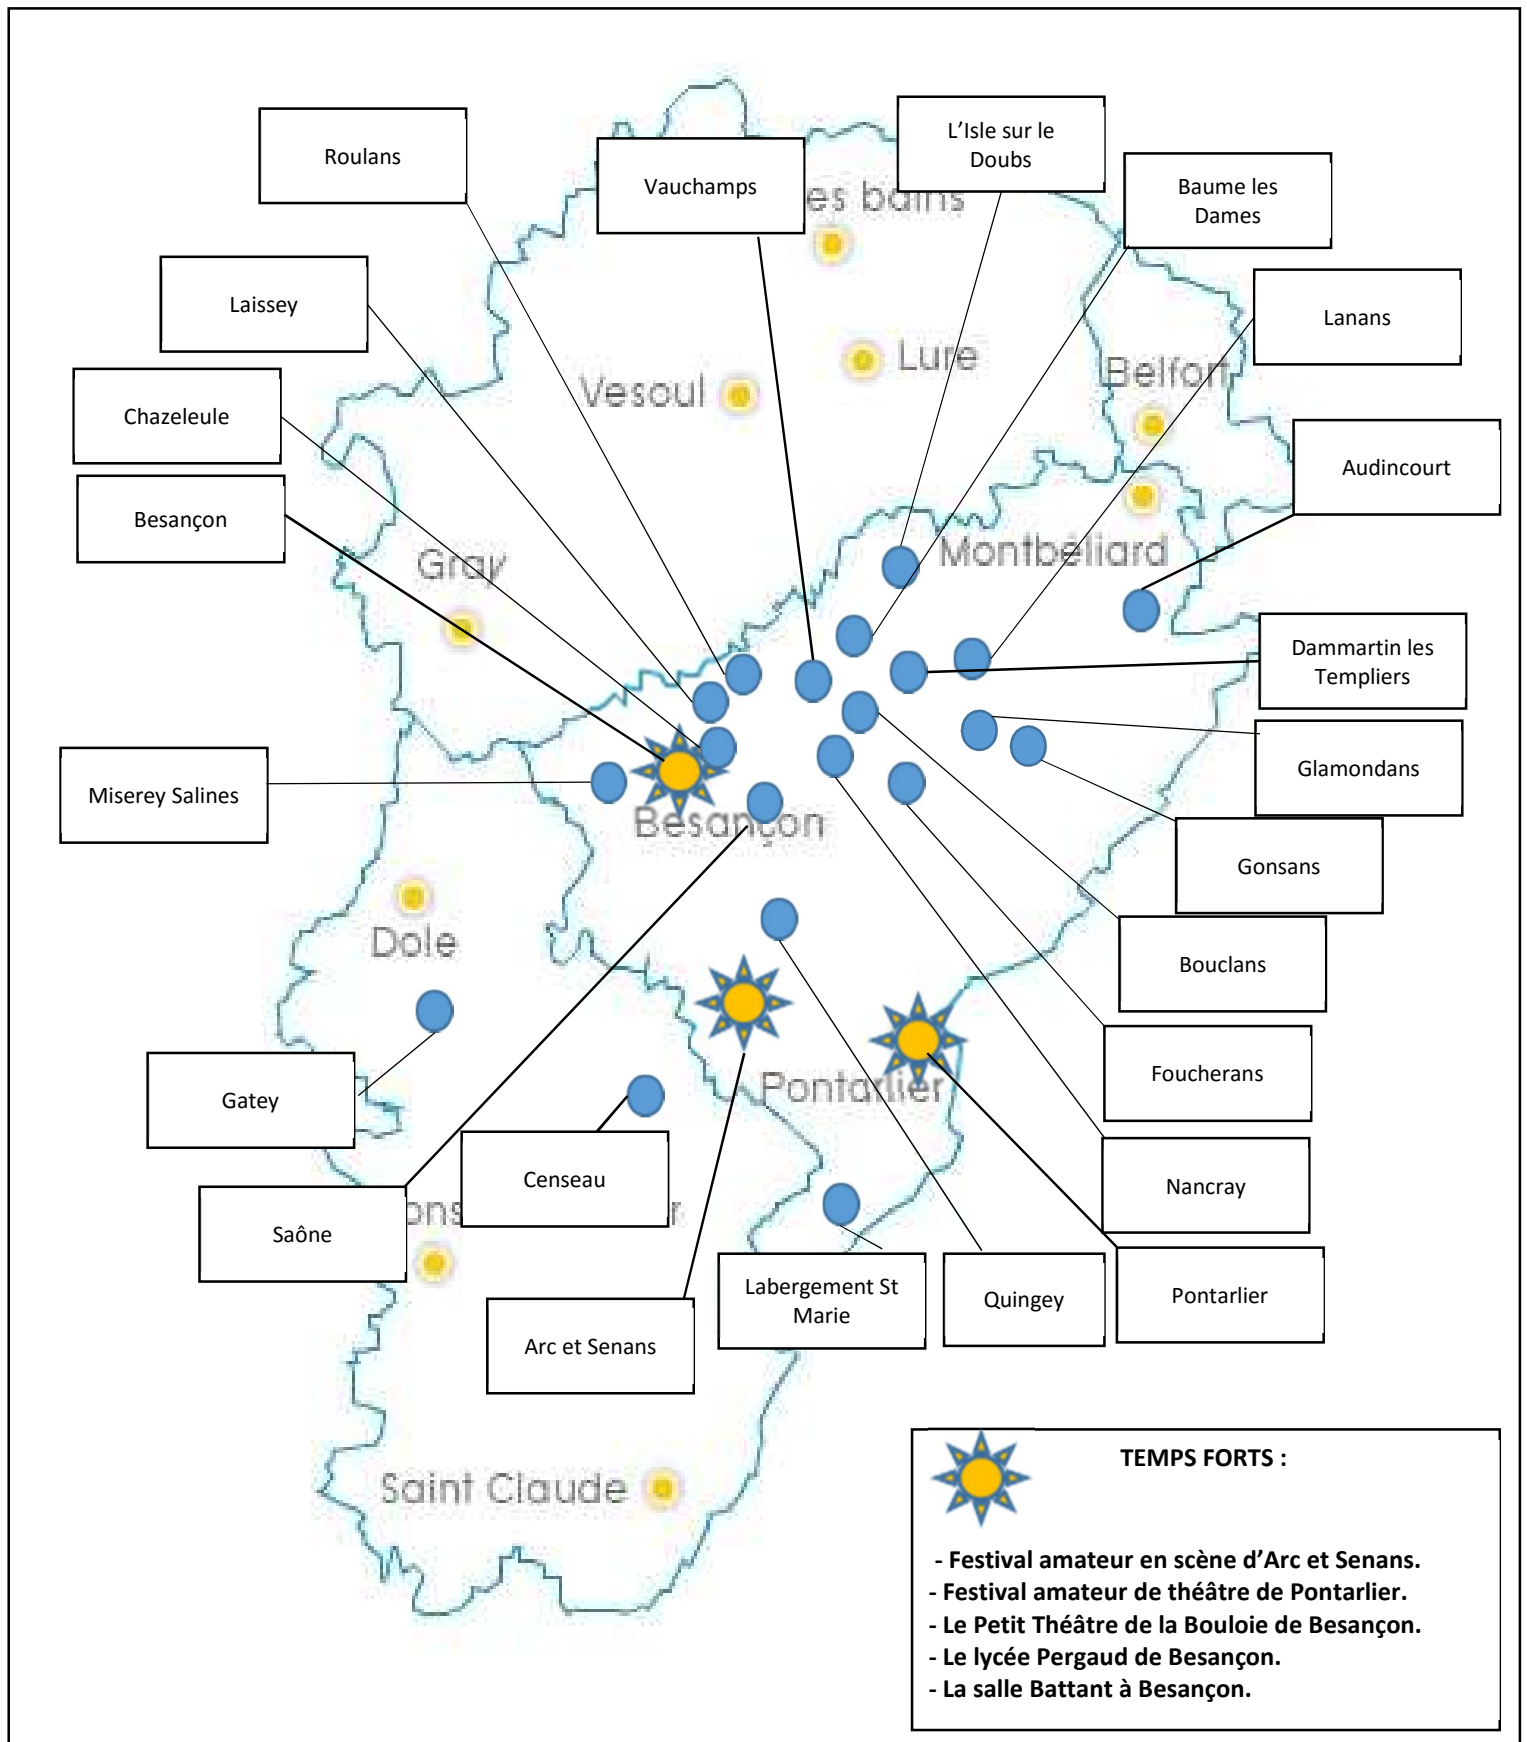 L'Isle sur le
Doubs
Roulans
Vauchamps
Baume les
Dames
es bains
Laissey
Lanans
Lure
Belfort
Vesoul
Chazeleule
Audincourt
Besançon
Montbéliard
Gray
Dammartin les
Templiers
Glamondans
Miserey Salines
Besançon
Gonsans
Dole
Bouclans
Foucherans
Pontarlier
Gatey
Censeau
Nancray
ons
r
Saône
Labergement St
Marie
Quingey
Pontarlier
Arc et Senans
Saint Claude
TEMPS FORTS :
- Festival amateur en scène d’Arc et Senans.
- Festival amateur de théâtre de Pontarlier.
- Le Petit Théâtre de la Bouloie de Besançon.
- Le lycée Pergaud de Besançon.
- La salle Battant à Besançon.